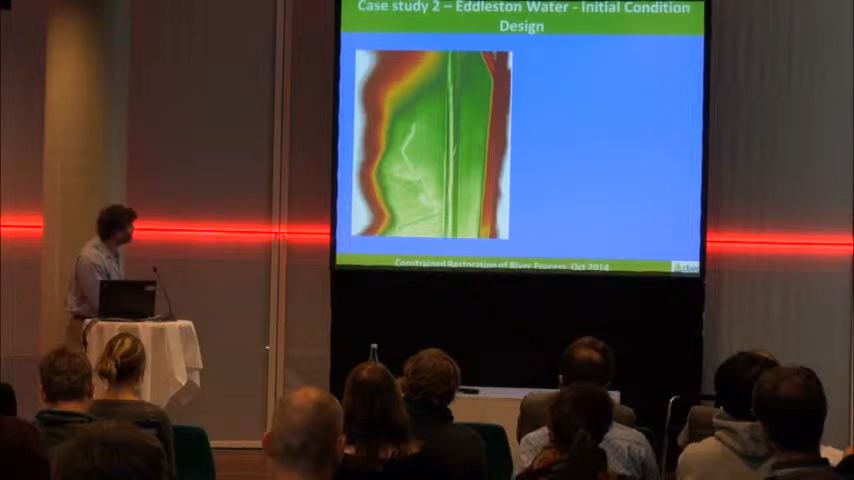 Case study 2 – Eddleston Water - Initial Condition
Design
Constrained Restoration of River Process, Oct 2014